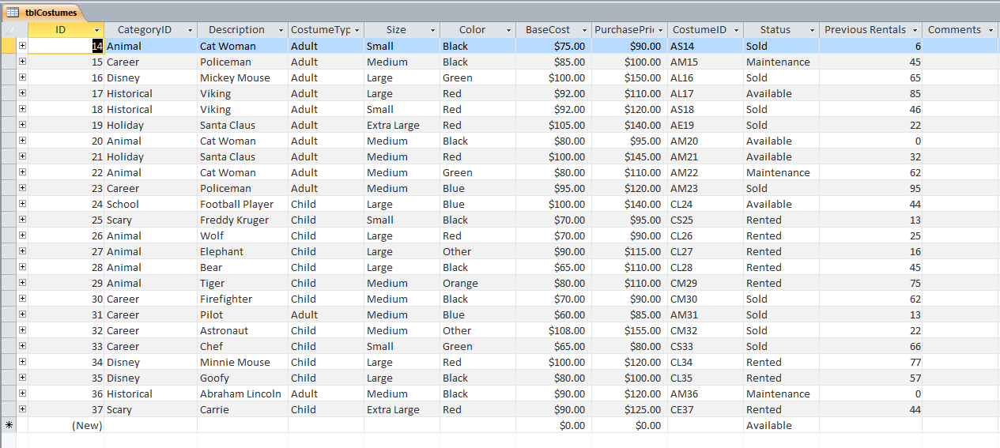 tblCostumes
ID CategoryID Description CostumeTyp Size Color BaseCost PurchasePri CostumeID Status Previous Rentals Comments
14 Animal Cat Woman Adult Small Black $75.00 $90.00 AS14 Sold 6
15 Career Policeman Adult Medium Black $85.00 $100.00 AM15 Maintenance 45
16 Disney Mickey Mouse Adult Large Green $100.00 $150.00 AL16 Sold 65
17 Historical Viking Adult Large Red $92.00 $110.00 AL17 Available 85
18 Historical Viking Adult Small Red $92.00 $120.00 AS18 Sold 46
19 Holiday Santa Claus Adult Extra Large Red $105.00 $140.00 AE19 Sold 22
20 Animal Cat Woman Adult Medium Black $80.00 $95.00 AM20 Available 0
21 Holiday Santa Claus Adult Medium Red $100.00 $145.00 AM21 Available 32
22 Animal Cat Woman Adult Medium Green $80.00 $110.00 AM22 Maintenance 62
23 Career Policeman Adult Medium Blue $95.00 $120.00 AM23 Sold 95
24 School Football Player Child Large Blue $100.00 $140.00 CL24 Available 44
25 Scary Freddy Kruger Child Small Black $70.00 $95.00 CS25 Rented 13
26 Animal Wolf Child Large Red $70.00 $90.00 CL26 Rented 25
27 Animal Elephant Child Large Other $90.00 $115.00 CL27 Rented 16
28 Animal Bear Child Large Black $65.00 $110.00 CL28 Rented 45
29 Animal Tiger Child Medium Orange $80.00 $110.00 CM29 Rented 75
30 Career Firefighter Child Medium Black $70.00 $90.00 CM30 Sold 62
31 Career Pilot Adult Medium Blue $60.00 $85.00 AM31 Sold 13
32 Career Astronaut Child Medium Other $108.00 $155.00 CM32 Sold 22
33 Career Chef Child Small Green $65.00 $80.00 CS33 Sold 66
34 Disney Minnie Mouse Child Large Red $100.00 $120.00 CL34 Rented 77
35 Disney Goofy Child Large Black $80.00 $100.00 CL35 Rented 57
36 Historical Abraham Lincoln Adult Medium Black $90.00 $120.00 AM36 Maintenance 0
37 Scary Carrie Child Extra Large Red $90.00 $125.00 CE37 Rented 44
(New) $0.00 $0.00 Available